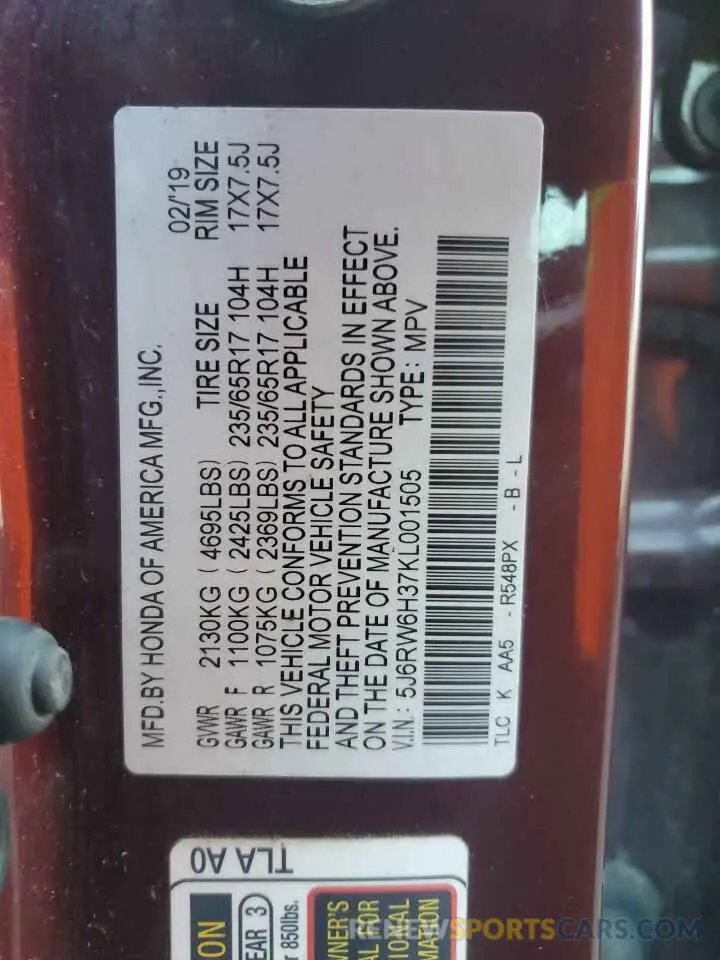 MFD.BY HONDA OF AMERICA MFG.,INC.
02/'19
GVWR 2130KG ( 4695LBS) TIRE SIZE RIM SIZE
GAWR F 1100KG ( 2425LBS) 235/65R17 104H 17X7.5J
GAWR R 1075KG ( 2369LBS) 235/65R17 104H 17X7.5J
THIS VEHICLE CONFORMS TO ALL APPLICABLE
FEDERAL MOTOR VEHICLE SAFETY
AND THEFT PREVENTION STANDARDS IN EFFECT
ON THE DATE OF MANUFACTURE SHOWN ABOVE.
V.I.N.: 5J6RW6H37KL001505 TYPE: MPV
TLC K AA5 - R548PX - B - L
TLA A0
850lbs.
RENEWSPORTSCARS.COM